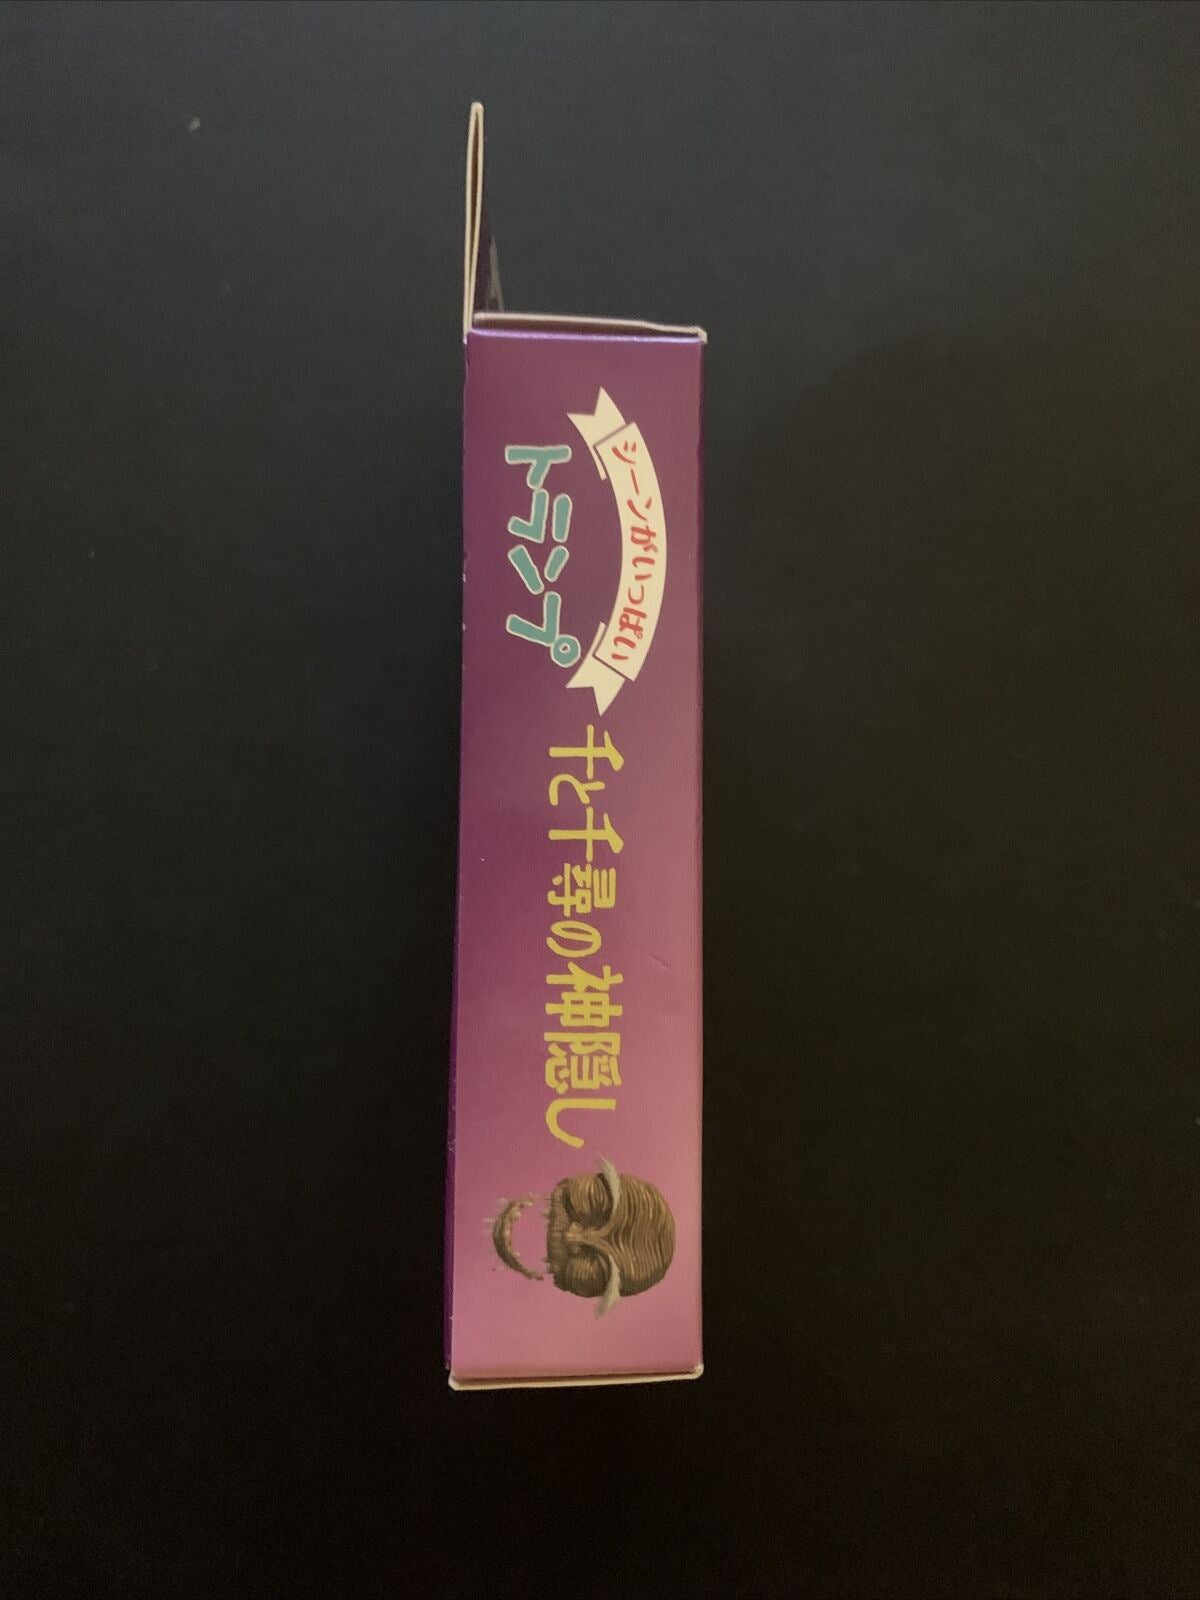 シーンがいっぱい
トランプ
千と千尋の神隠し